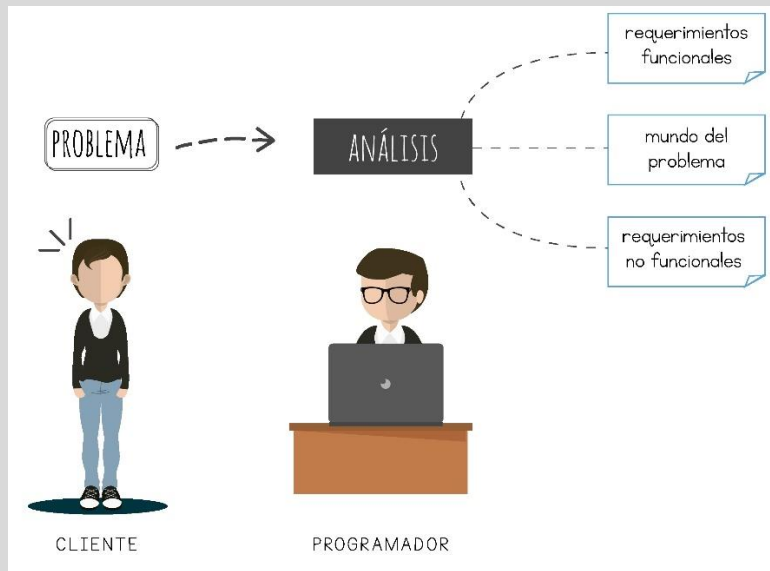 PROBLEMA
ANÁLISIS
requerimientos
funcionales
mundo del
problema
requerimientos
no funcionales
CLIENTE
PROGRAMADOR